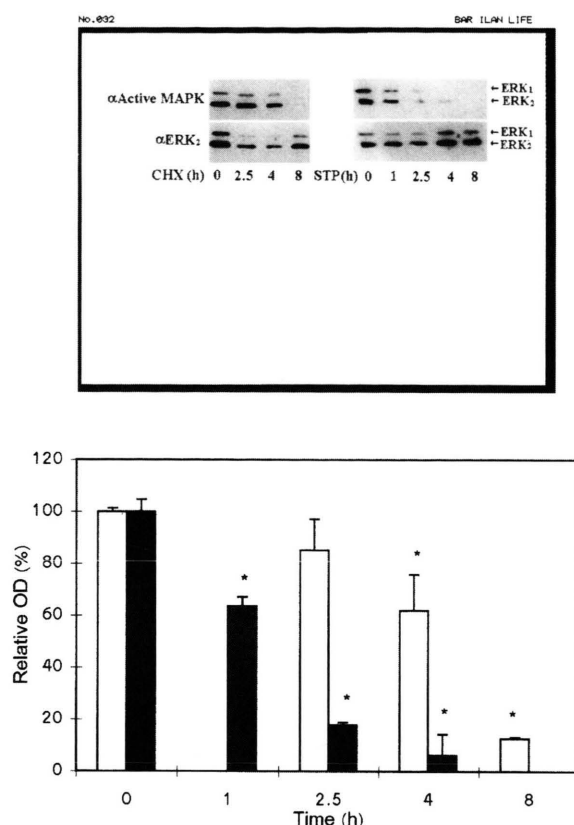 No.032 BAR ILAN LIFE
αActive MAPK ←ERK₁
←ERK₂
αERK₂ ←ERK₁
←ERK₂
CHX (h) 0 2.5 4 8 STP(h) 0 1 2.5 4 8
120
100
80
60
40
20
0
Relative OD (%)
* * * * *
0 1 2.5 4 8
Time (h)